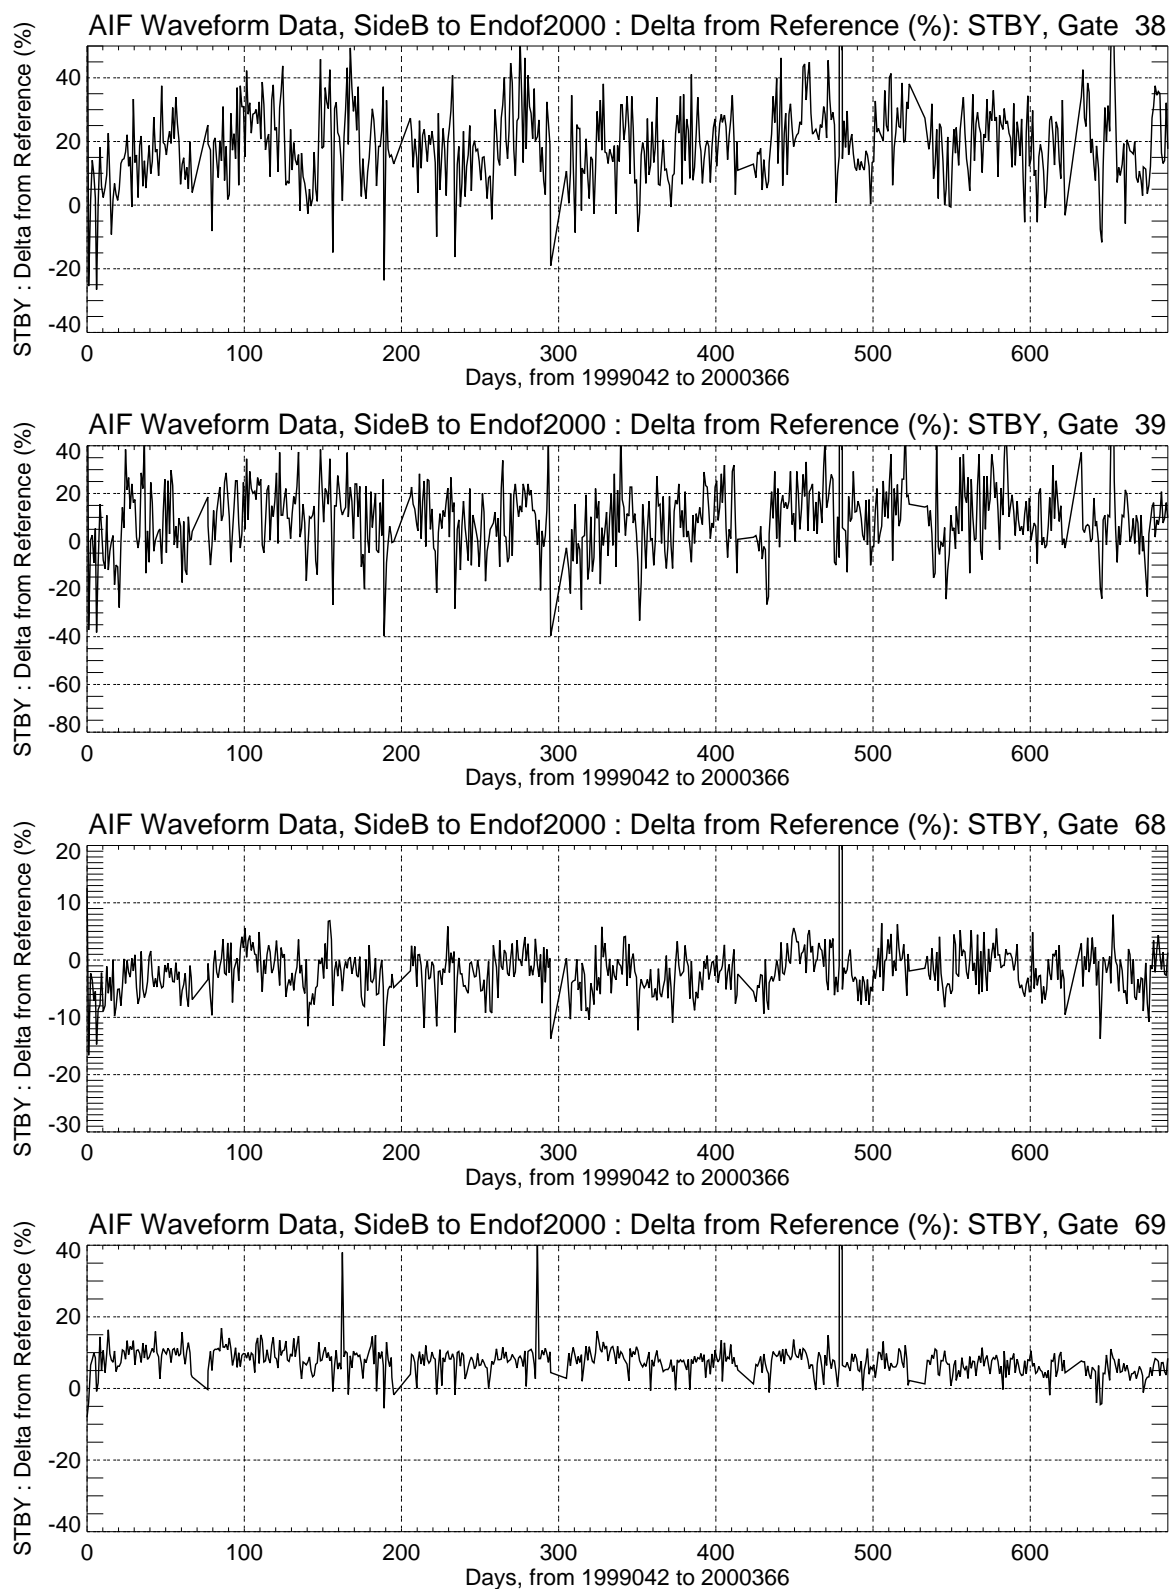 AIF Waveform Data, SideB to Endof2000 : Delta from Reference (%): STBY, Gate 38
STBY : Delta from Reference (%)
40
20
0
-20
-40
0 100 200 300 400 500 600
Days, from 1999042 to 2000366
AIF Waveform Data, SideB to Endof2000 : Delta from Reference (%): STBY, Gate 39
STBY : Delta from Reference (%)
40
20
0
-20
-40
-60
-80
0 100 200 300 400 500 600
Days, from 1999042 to 2000366
AIF Waveform Data, SideB to Endof2000 : Delta from Reference (%): STBY, Gate 68
STBY : Delta from Reference (%)
20
10
0
-10
-20
-30
0 100 200 300 400 500 600
Days, from 1999042 to 2000366
AIF Waveform Data, SideB to Endof2000 : Delta from Reference (%): STBY, Gate 69
STBY : Delta from Reference (%)
40
20
0
-20
-40
0 100 200 300 400 500 600
Days, from 1999042 to 2000366